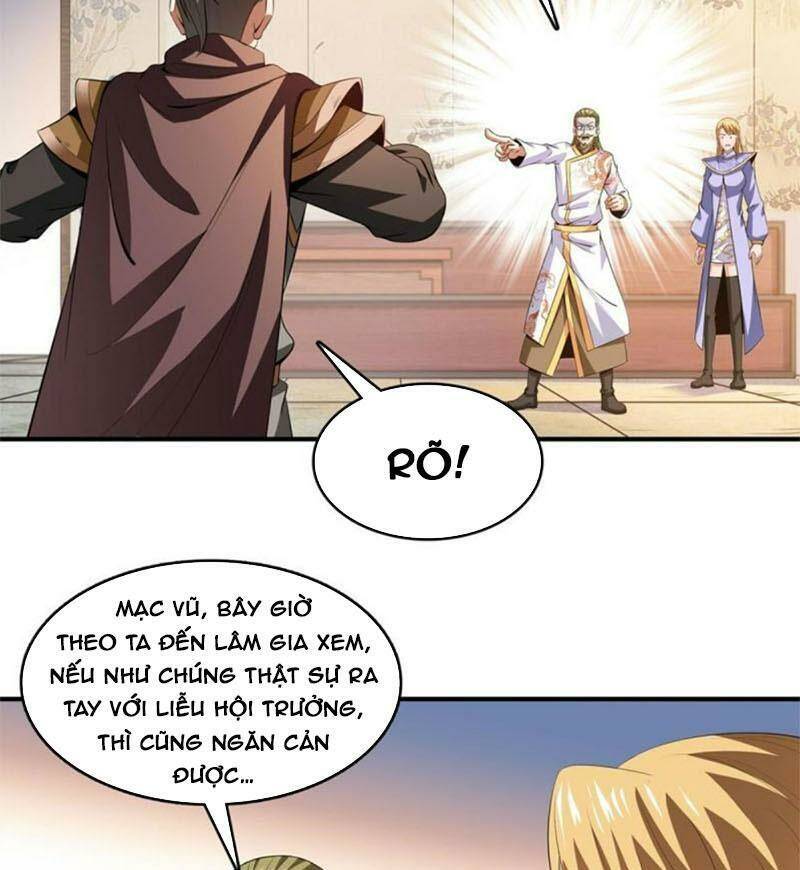 RÕ!
MẠC VŨ, BÂY GIỜ
THEO TA ĐẾN LÂM GIA XEM,
NẾU NHƯ CHÚNG THẬT SỰ RA
TAY VỚI LIỄU HỘI TRƯỞNG,
THÌ CŨNG NGĂN CẢN
ĐƯỢC...